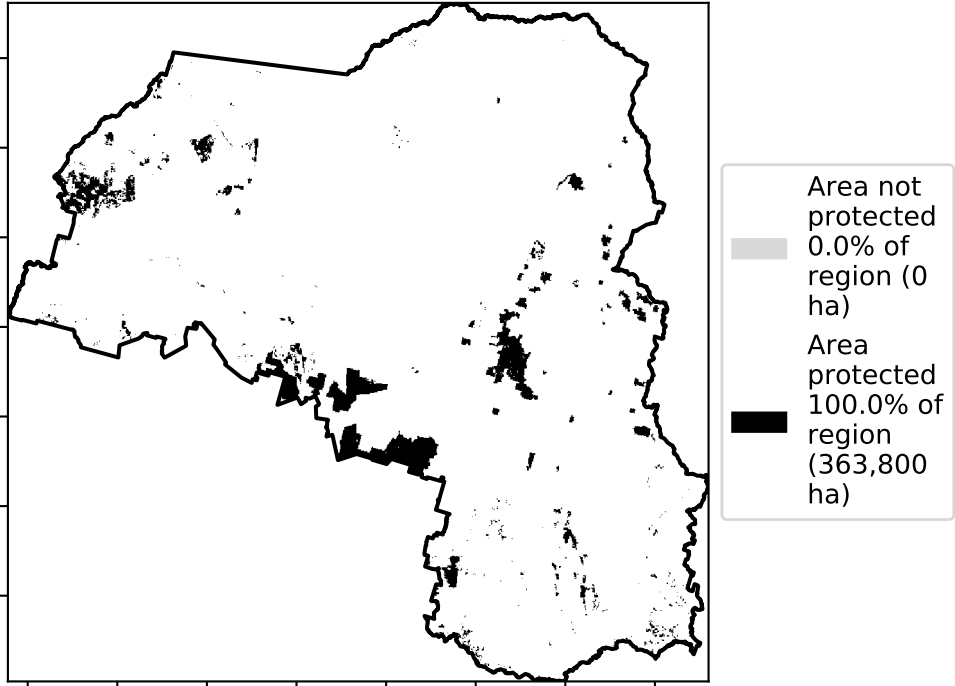 Area not
protected
0.0% of
region (0
ha)
Area
protected
100.0% of
region
(363,800
ha)